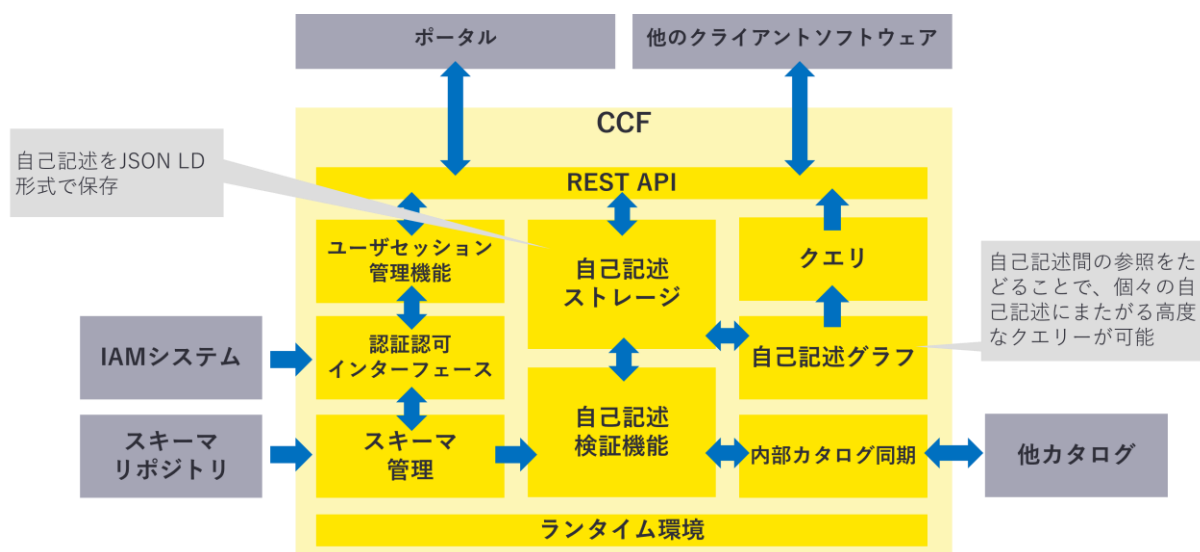 ポータル
他のクライアントソフトウェア
CCF
自己記述をJSON LD
形式で保存
REST API
ユーザセッション
管理機能
自己記述
ストレージ
クエリ
自己記述間の参照をた
どることで、個々の自
己記述にまたがる高度
なクエリーが可能
IAMシステム
認証認可
インターフェース
自己記述グラフ
スキーマ
リポジトリ
スキーマ
管理
自己記述
検証機能
内部カタログ同期
他カタログ
ランタイム環境